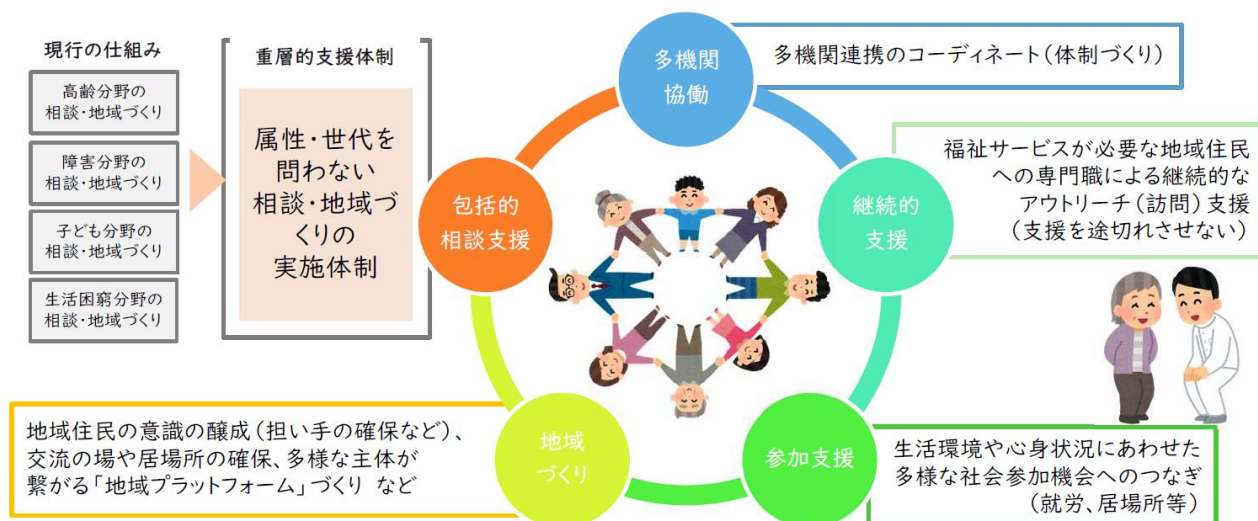 現行の仕組み
高齢分野の
相談・地域づくり
障害分野の
相談・地域づくり
子ども分野の
相談・地域づくり
生活困窮分野の
相談・地域づくり
重層的支援体制
属性・世代を
問わない
相談・地域づ
くりの
実施体制
多機関
協働
多機関連携のコーディネート(体制づくり)
包括的
相談支援
継続的
支援
福祉サービスが必要な地域住民
への専門職による継続的な
アウトリーチ(訪問)支援
(支援を途切れさせない)
地域住民の意識の醸成(担い手の確保など)、
交流の場や居場所の確保、多様な主体が
繋がる「地域プラットフォーム」づくり など
地域
づくり
参加支援
生活環境や心身状況にあわせた
多様な社会参加機会へのつなぎ
(就労、居場所等)